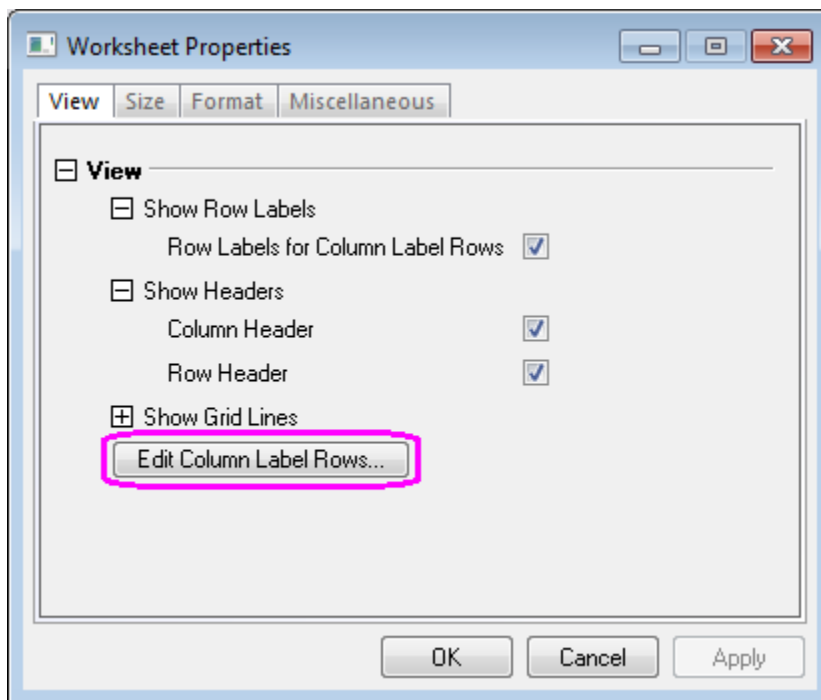 Worksheet Properties
View Size Format Miscellaneous
View
Show Row Labels
Row Labels for Column Label Rows
Show Headers
Column Header
Row Header
Show Grid Lines
Edit Column Label Rows...
OK Cancel Apply